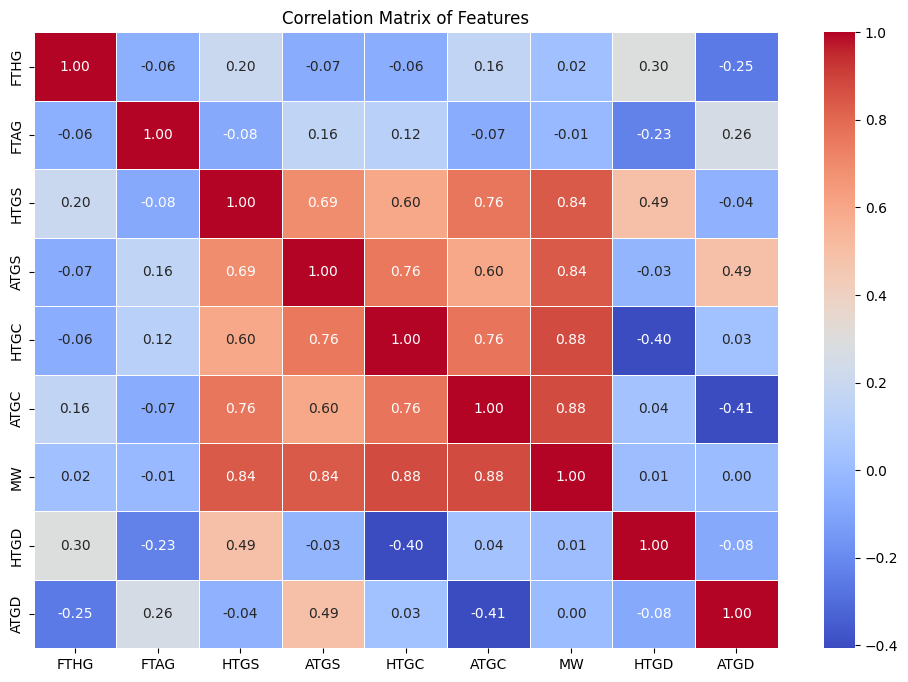 Correlation Matrix of Features
FTHG 1.00 -0.06 0.20 -0.07 -0.06 0.16 0.02 0.30 -0.25
FTAG -0.06 1.00 -0.08 0.16 0.12 -0.07 -0.01 -0.23 0.26
HTGS 0.20 -0.08 1.00 0.69 0.60 0.76 0.84 0.49 -0.04
ATGS -0.07 0.16 0.69 1.00 0.76 0.60 0.84 -0.03 0.49
HTGC -0.06 0.12 0.60 0.76 1.00 0.76 0.88 -0.40 0.03
ATGC 0.16 -0.07 0.76 0.60 0.76 1.00 0.88 0.04 -0.41
MW 0.02 -0.01 0.84 0.84 0.88 0.88 1.00 0.01 0.00
HTGD 0.30 -0.23 0.49 -0.03 -0.40 0.04 0.01 1.00 -0.08
ATGD -0.25 0.26 -0.04 0.49 0.03 -0.41 0.00 -0.08 1.00
FTHG FTAG HTGS ATGS HTGC ATGC MW HTGD ATGD
1.0
0.8
0.6
0.4
0.2
0.0
−0.2
−0.4